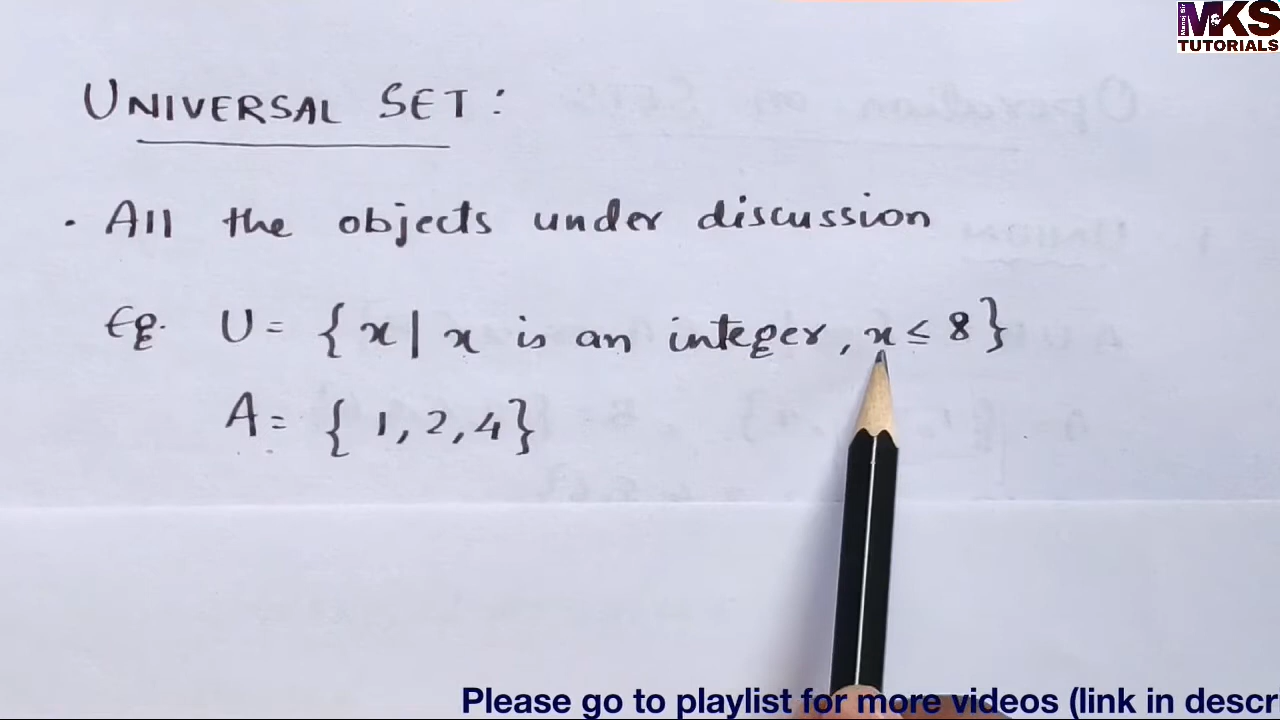 MKS
TUTORIALS
UNIVERSAL SET:
. All the objects under discussion
Eg. U = { x | x is an integer, x ≤ 8 }
A = { 1, 2, 4 }
Please go to playlist for more videos (link in descr